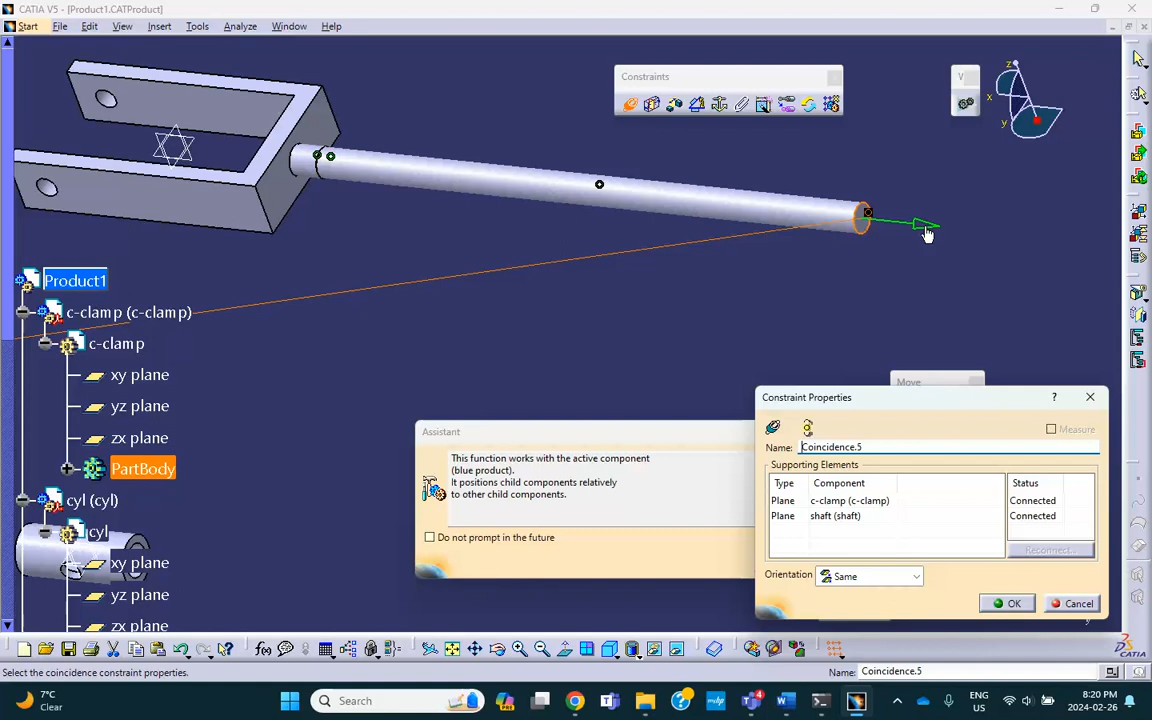 CATIA V5 - [Product1.CATProduct]
Start File Edit View Insert Tools Analyze Window Help
Constraints
V
z
x
y
Product1
c-clamp (c-clamp)
c-clamp
xy plane
yz plane
zx plane
PartBody
cyl (cyl)
cyl
xy plane
yz plane
zx plane
Move
Assistant
This function works with the active component
(blue product).
It positions child components relatively
to other child components.
Do not prompt in the future
Constraint Properties
?
Measure
Name: Coincidence.5
Supporting Elements
Type Component Status
Plane c-clamp (c-clamp) Connected
Plane shaft (shaft) Connected
Reconnect...
Orientation Same
OK Cancel
f(x)
CATIA
Select the coincidence constraint properties.
Name: Coincidence.5
7°C
Clear
Search
PRE
mdp
4
ENG
US
8:20 PM
2024-02-26